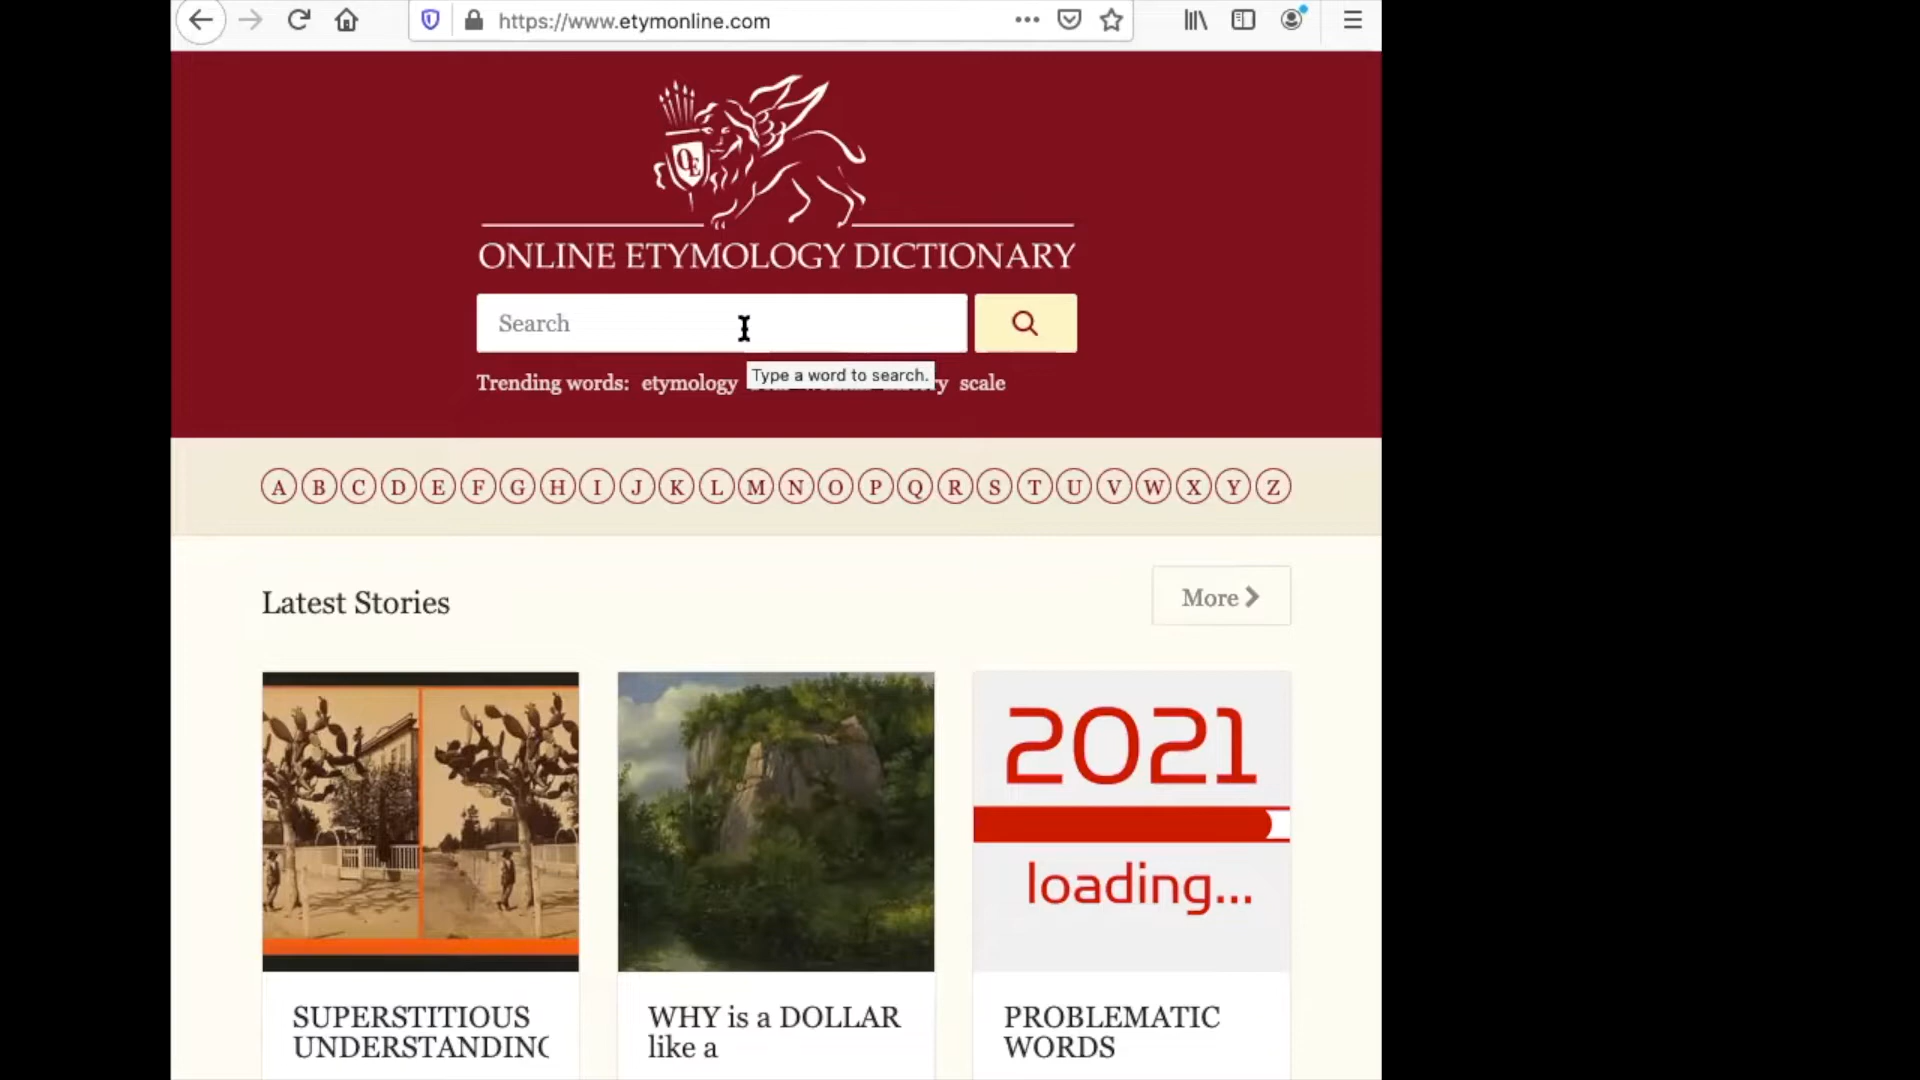 https://www.etymonline.com
OE
ONLINE ETYMOLOGY DICTIONARY
Search
Trending words: etymology scale
Type a word to search.
A B C D E F G H I J K L M N O P Q R S T U V W X Y Z
Latest Stories
More
2021
loading...
SUPERSTITIOUS
UNDERSTANDING
WHY is a DOLLAR
like a
PROBLEMATIC
WORDS